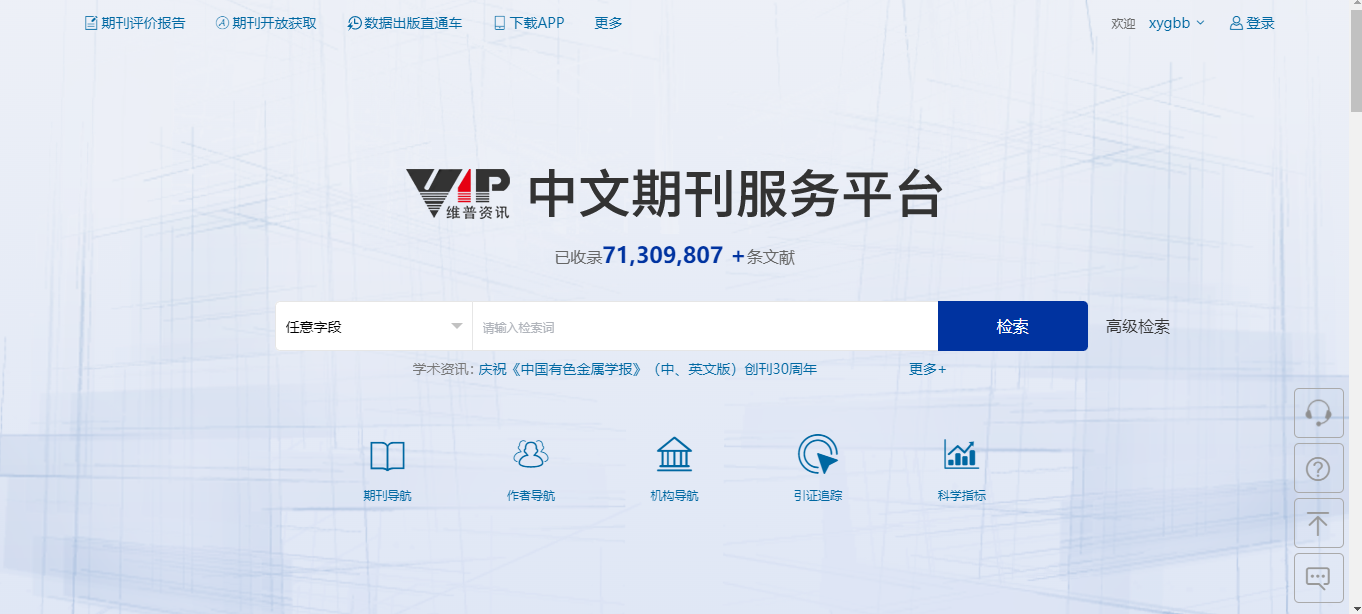 期刊评价报告 期刊开放获取 数据出版直通车 下载APP 更多 欢迎 xygbb 登录
VIP 中文期刊服务平台
维普资讯
已收录71,309,807 +条文献
任意字段 请输入检索词 检索 高级检索
学术资讯: 庆祝《中国有色金属学报》（中、英文版）创刊30周年 更多+
期刊导航 作者导航 机构导航 引证追踪 科学指标